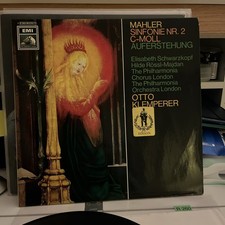 EMI
MAHLER
SINFONIE NR. 2
C-MOLL
AUFERSTEHUNG
Elisabeth Schwarzkopf
Hilde Rössl-Majdan
The Philharmonia
Chorus London
The Philharmonia
Orchestra London
OTTO
KLEMPERER